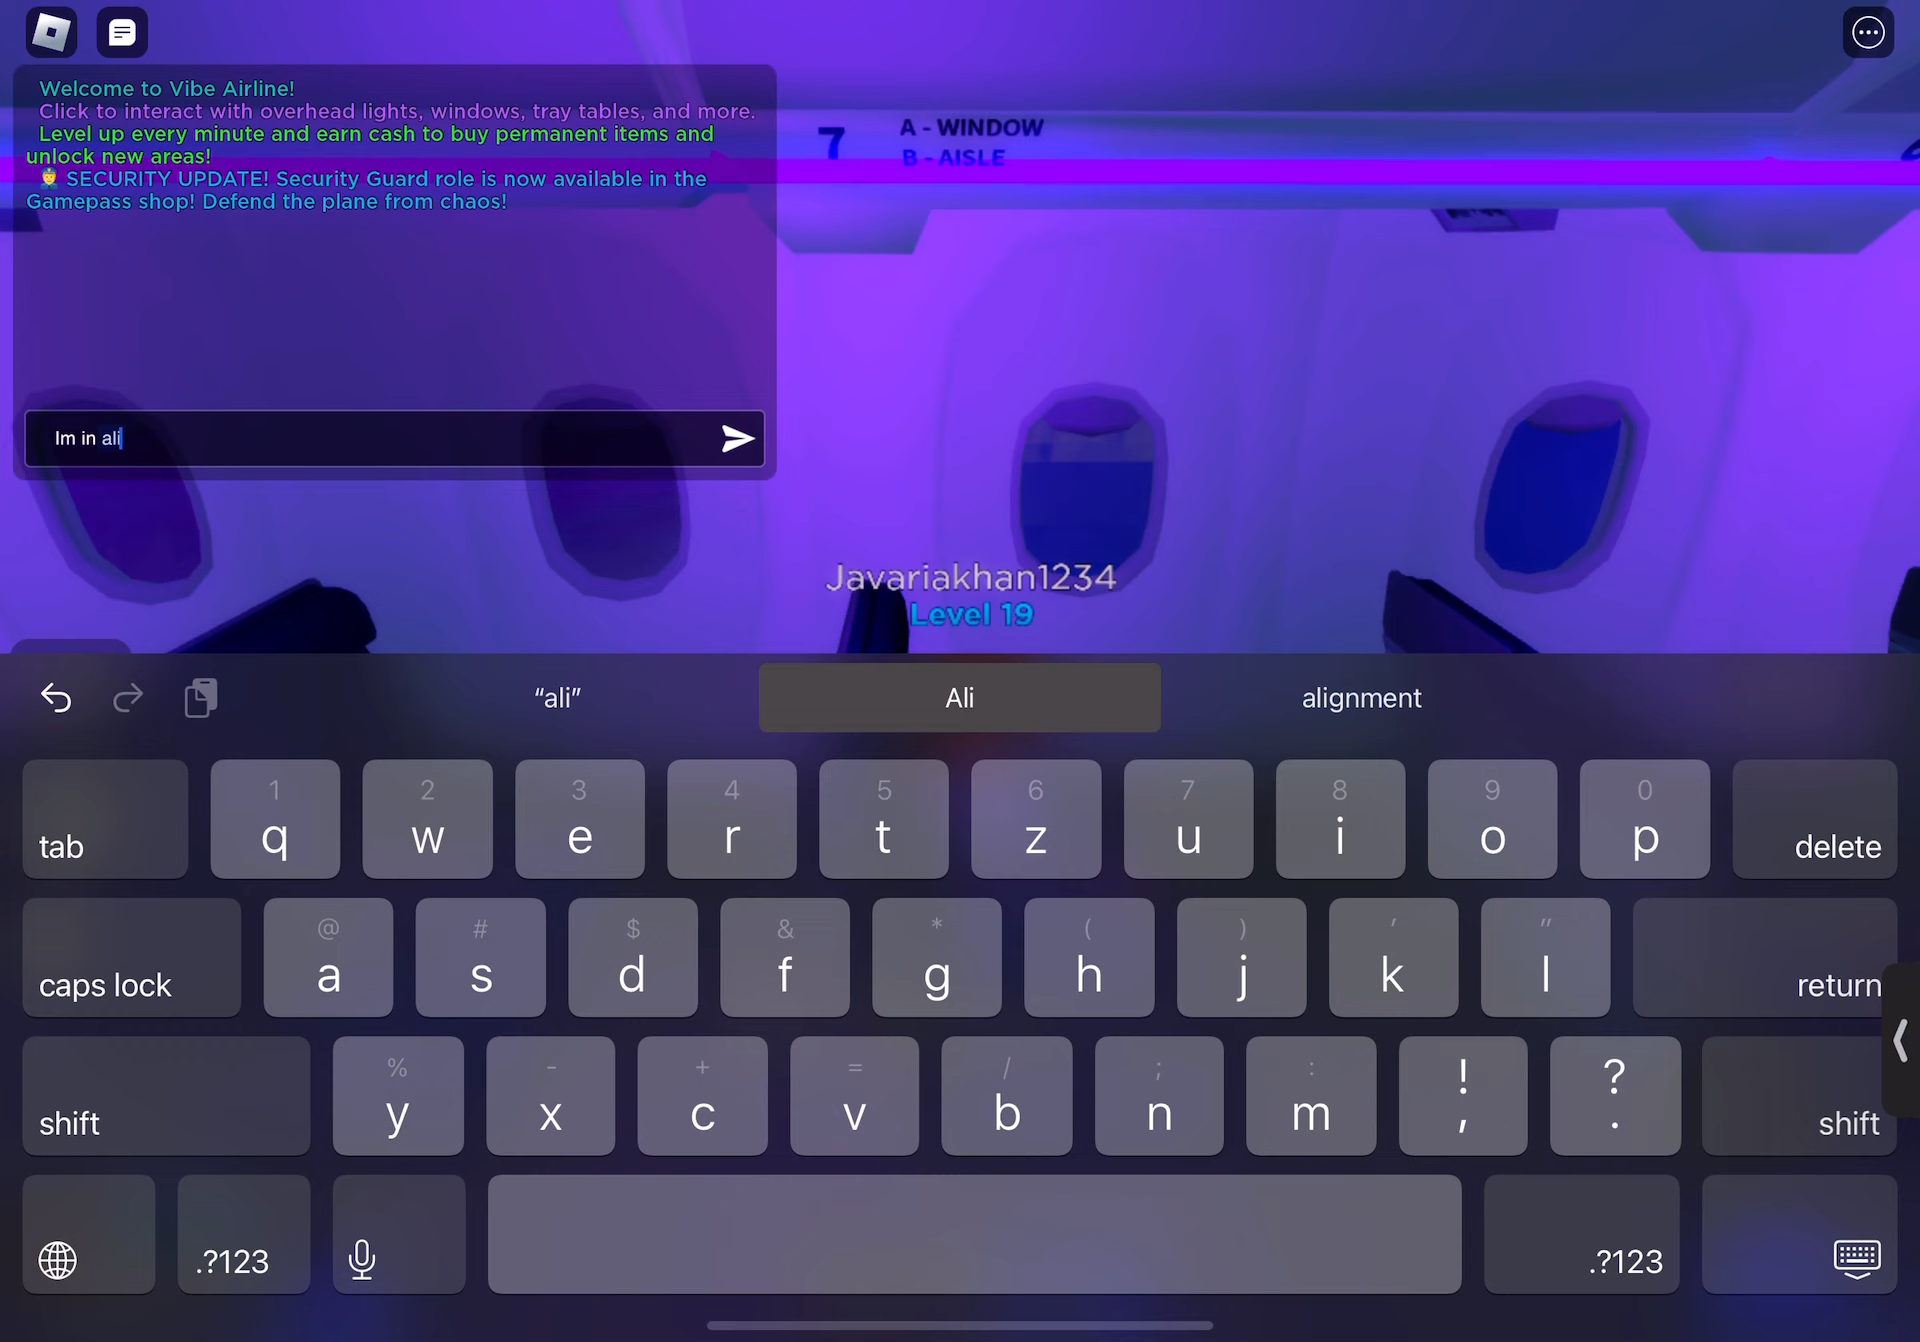 Welcome to Vibe Airline!
Click to interact with overhead lights, windows, tray tables, and more.
Level up every minute and earn cash to buy permanent items and
unlock new areas!
SECURITY UPDATE! Security Guard role is now available in the
Gamepass shop! Defend the plane from chaos!
7
A - WINDOW
B - AISLE
Im in ali
Javariakhan1234
Level 19
“ali” Ali alignment
1 2 3 4 5 6 7 8 9 0
tab q w e r t z u i o p delete
@ # $ & * ( ) ' "
caps lock a s d f g h j k l return
% - + = / ; : ! ?
shift y x c v b n m , . shift
.?123 .?123